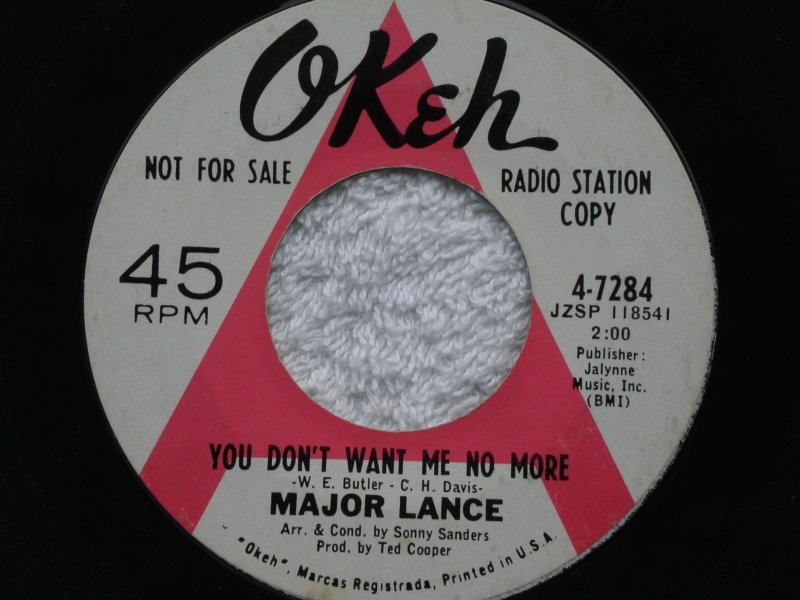 OKeh
NOT FOR SALE
RADIO STATION
COPY
45
RPM
4-7284
JZSP 118541
2:00
Publisher:
Jalynne
Music, Inc.
(BMI)
YOU DON'T WANT ME NO MORE
-W. E. Butler - C. H. Davis-
MAJOR LANCE
Arr. & Cond. by Sonny Sanders
Prod. by Ted Cooper
"Okeh", Marcas Registrada, Printed in U.S.A.